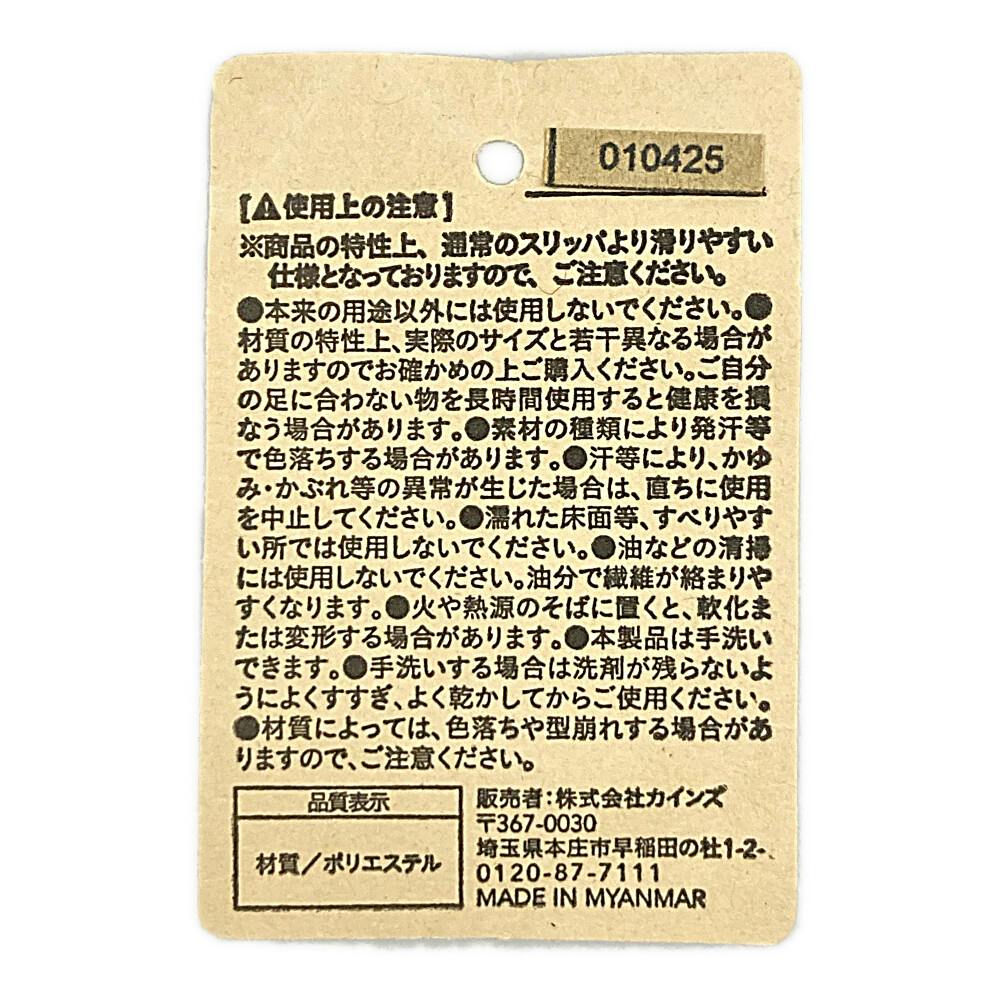 010425
【⚠使用上の注意】
※商品の特性上、通常のスリッパより滑りやすい
仕様となっておりますので、ご注意ください。
●本来の用途以外には使用しないでください。●
材質の特性上、実際のサイズと若干異なる場合が
ありますのでお確かめの上ご購入ください。ご自分
の足に合わない物を長時間使用すると健康を損
なう場合があります。●素材の種類により発汗等
で色落ちする場合があります。●汗等により、かゆ
み・かぶれ等の異常が生じた場合は、直ちに使用
を中止してください。●濡れた床面等、すべりやす
い所では使用しないでください。●油などの清掃
には使用しないでください。油分で繊維が絡まりや
すくなります。●火や熱源のそばに置くと、軟化ま
たは変形する場合があります。●本製品は手洗い
できます。●手洗いする場合は洗剤が残らないよ
うによくすすぎ、よく乾かしてからご使用ください。
●材質によっては、色落ちや型崩れする場合があ
りますので、ご注意ください。
品質表示
材質/ポリエステル
販売者:株式会社カインズ
〒367-0030
埼玉県本庄市早稲田の杜1-2-
0120-87-7111
MADE IN MYANMAR